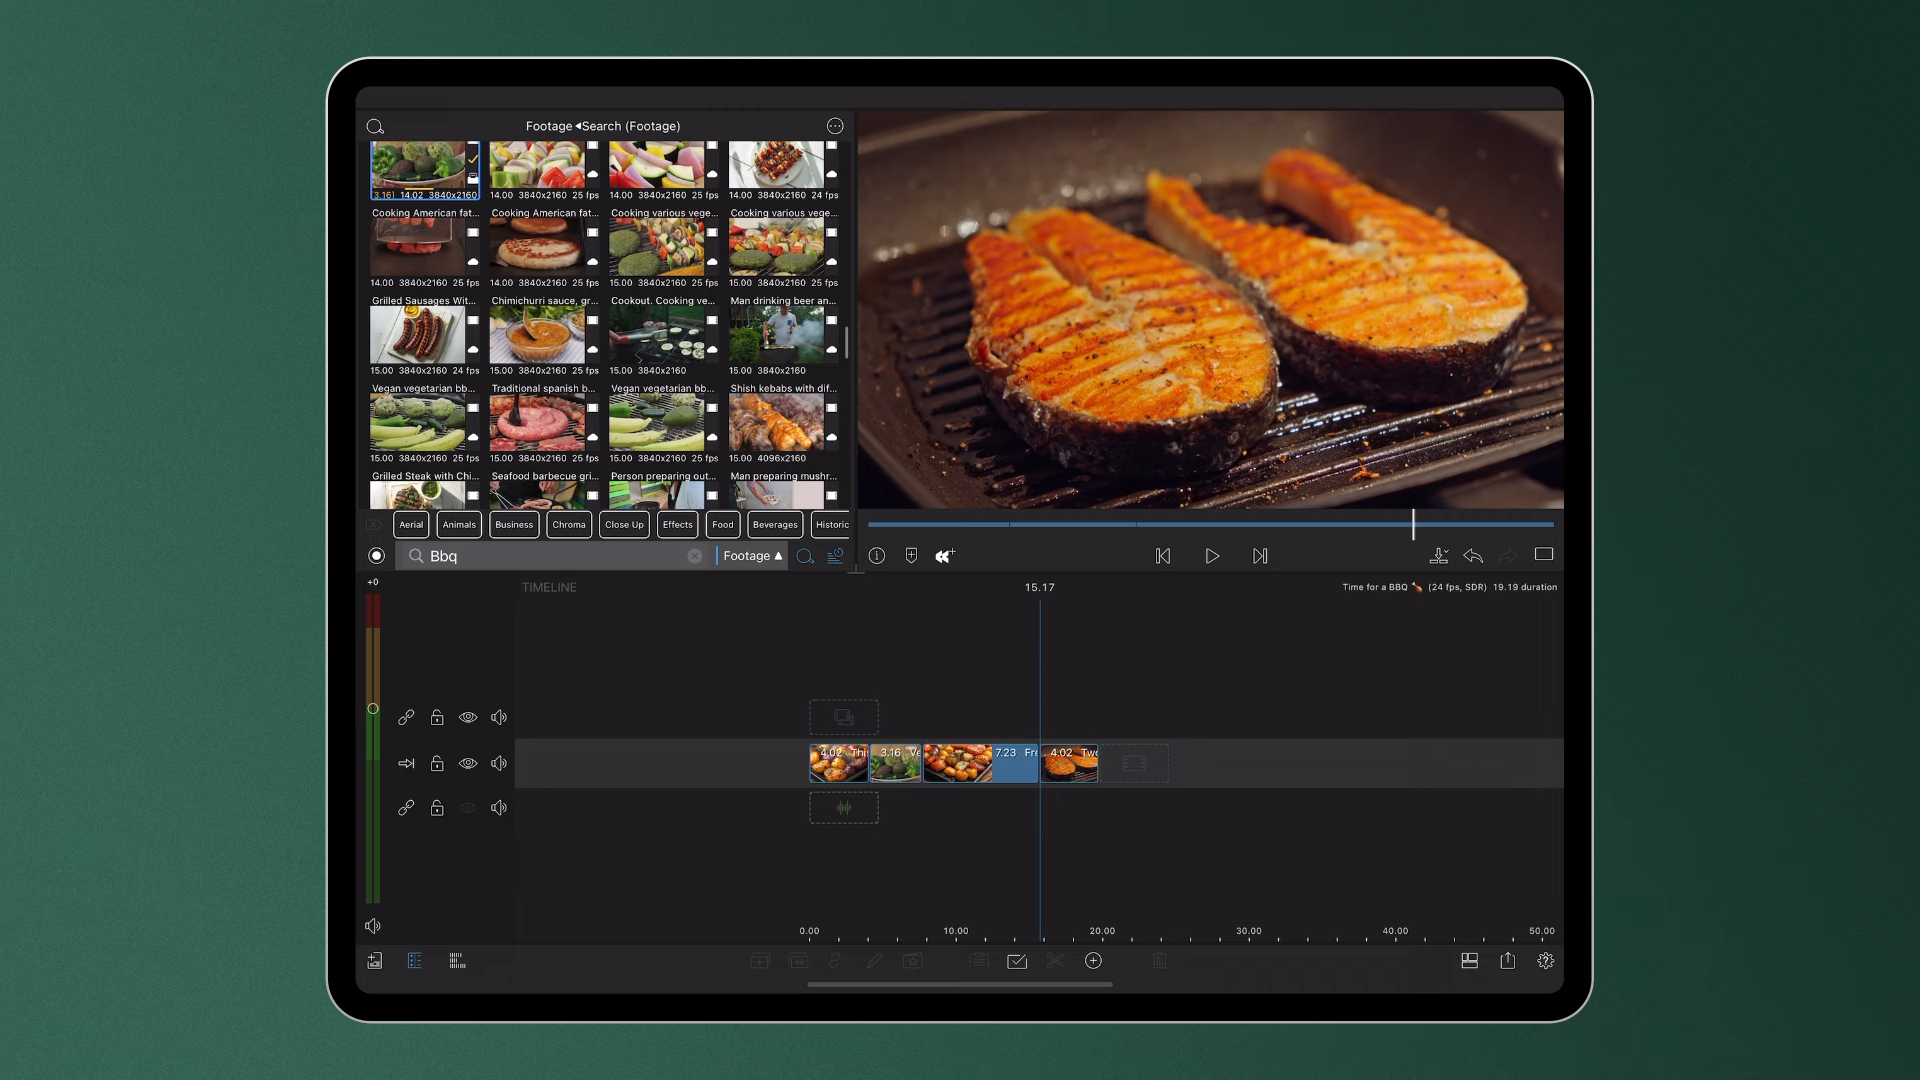 Footage ◂Search (Footage)
3.16] 14.02 3840x2160
14.00 3840x2160 25 fps
14.00 3840x2160 25 fps
14.00 3840x2160 24 fps
Cooking American fat...
Cooking American fat...
Cooking various vege...
Cooking various vege...
14.00 3840x2160 25 fps
14.00 3840x2160 25 fps
15.00 3840x2160 25 fps
15.00 3840x2160 25 fps
Grilled Sausages Wit...
Chimichurri sauce, gr...
Cookout. Cooking ve...
Man drinking beer an...
15.00 3840x2160 24 fps
15.00 3840x2160 25 fps
15.00 3840x2160
15.00 3840x2160
Vegan vegetarian bb...
Traditional spanish b...
Vegan vegetarian bb...
Shish kebabs with dif...
15.00 3840x2160 25 fps
15.00 3840x2160 25 fps
15.00 3840x2160 25 fps
15.00 4096x2160
Grilled Steak with Chi...
Seafood barbecue gri...
Person preparing out...
Man preparing mushr...
Aerial
Animals
Business
Chroma
Close Up
Effects
Food
Beverages
Historic
Bbq
Footage ▲
+0
TIMELINE
15.17
Time for a BBQ 🍗 (24 fps, SDR) 19.19 duration
4.02 Thi
3.16 Ve
7.23 Fre
4.02 Two
0.00
10.00
20.00
30.00
40.00
50.00